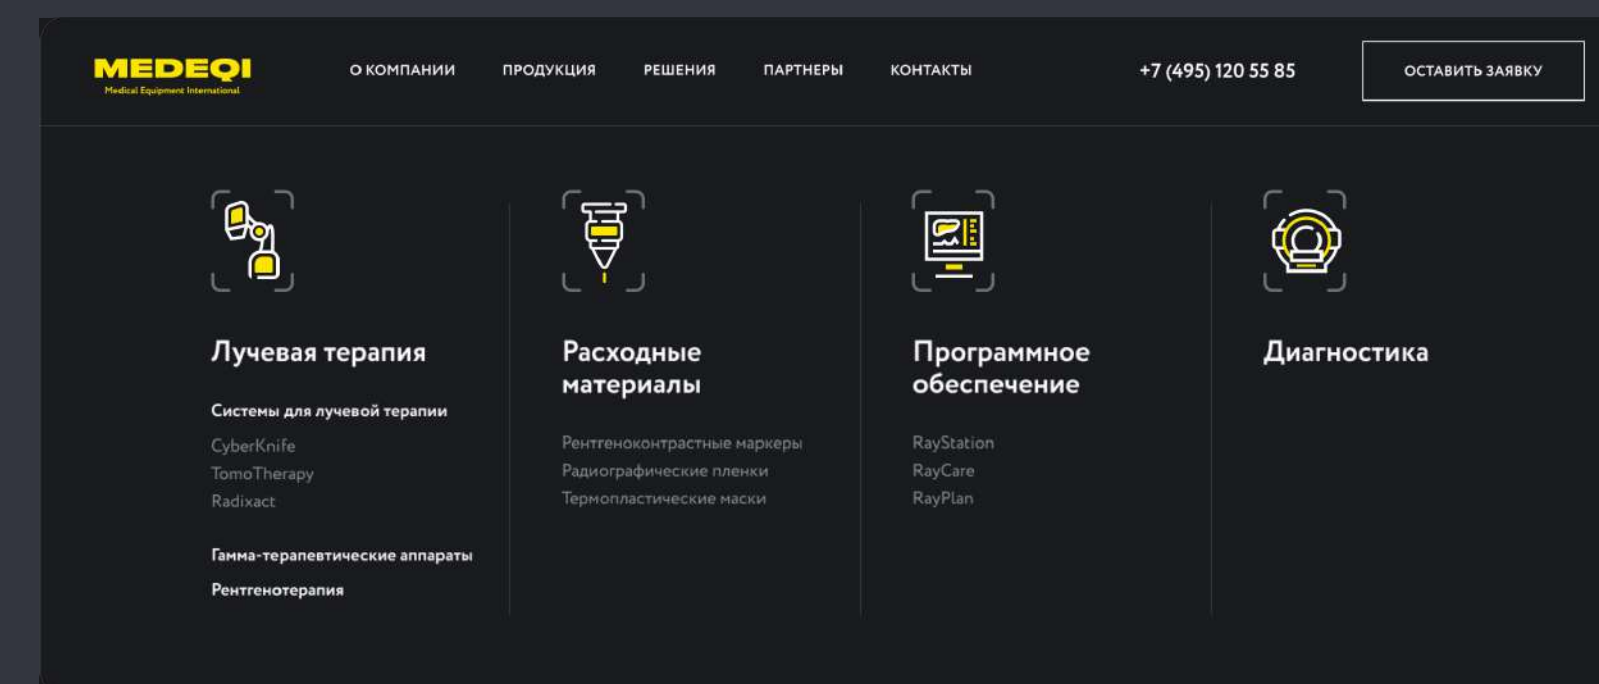 MEDEQI
Medical Equipment International
О КОМПАНИИ
ПРОДУКЦИЯ
РЕШЕНИЯ
ПАРТНЕРЫ
КОНТАКТЫ
+7 (495) 120 55 85
ОСТАВИТЬ ЗАЯВКУ
Лучевая терапия
Системы для лучевой терапии
CyberKnife
TomoTherapy
Radixact
Гамма-терапевтические аппараты
Рентгенотерапия
Расходные
материалы
Рентгеноконтрастные маркеры
Радиографические пленки
Термопластические маски
Программное
обеспечение
RayStation
RayCare
RayPlan
Диагностика